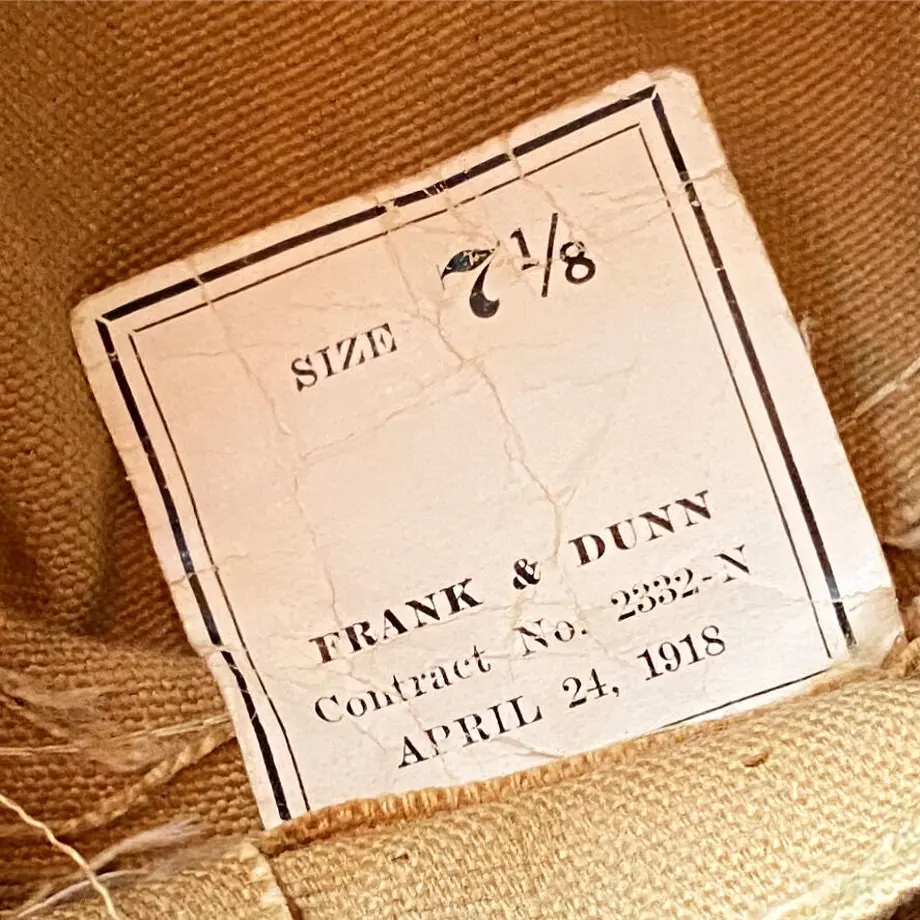 SIZE 7 1/8
FRANK & DUNN
Contract No. 2332-N
APRIL 24, 1918